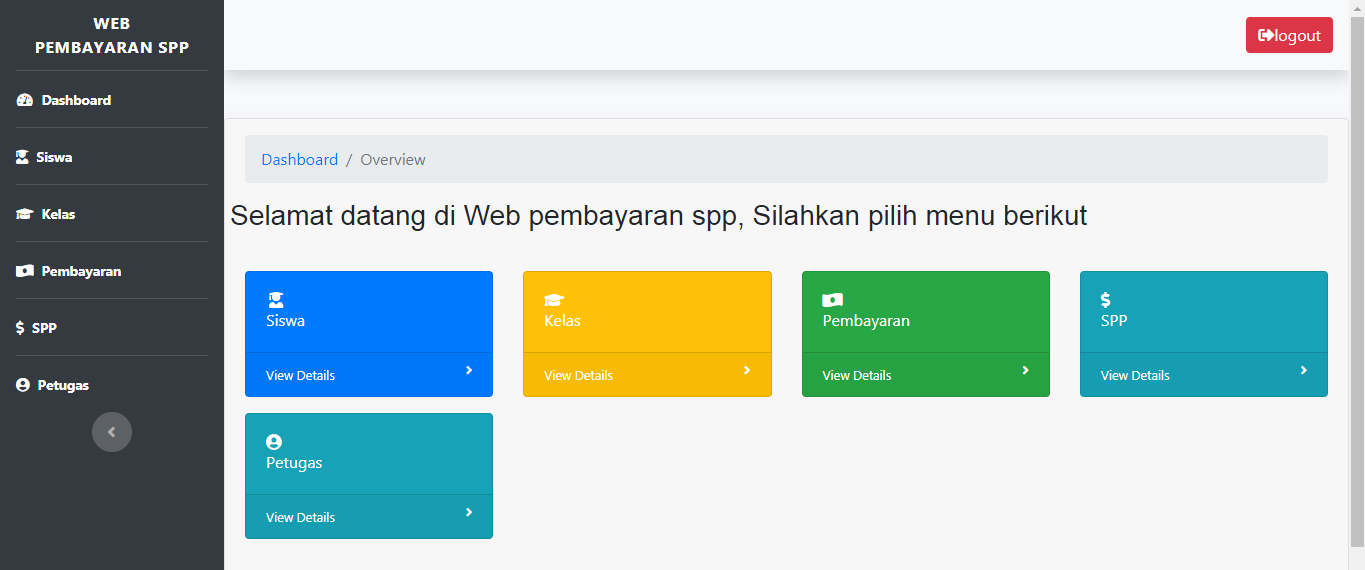 WEB
PEMBAYARAN SPP
Dashboard
Siswa
Kelas
Pembayaran
$ SPP
Petugas
logout
Dashboard / Overview
Selamat datang di Web pembayaran spp, Silahkan pilih menu berikut
Siswa
View Details
Kelas
View Details
Pembayaran
View Details
$
SPP
View Details
Petugas
View Details